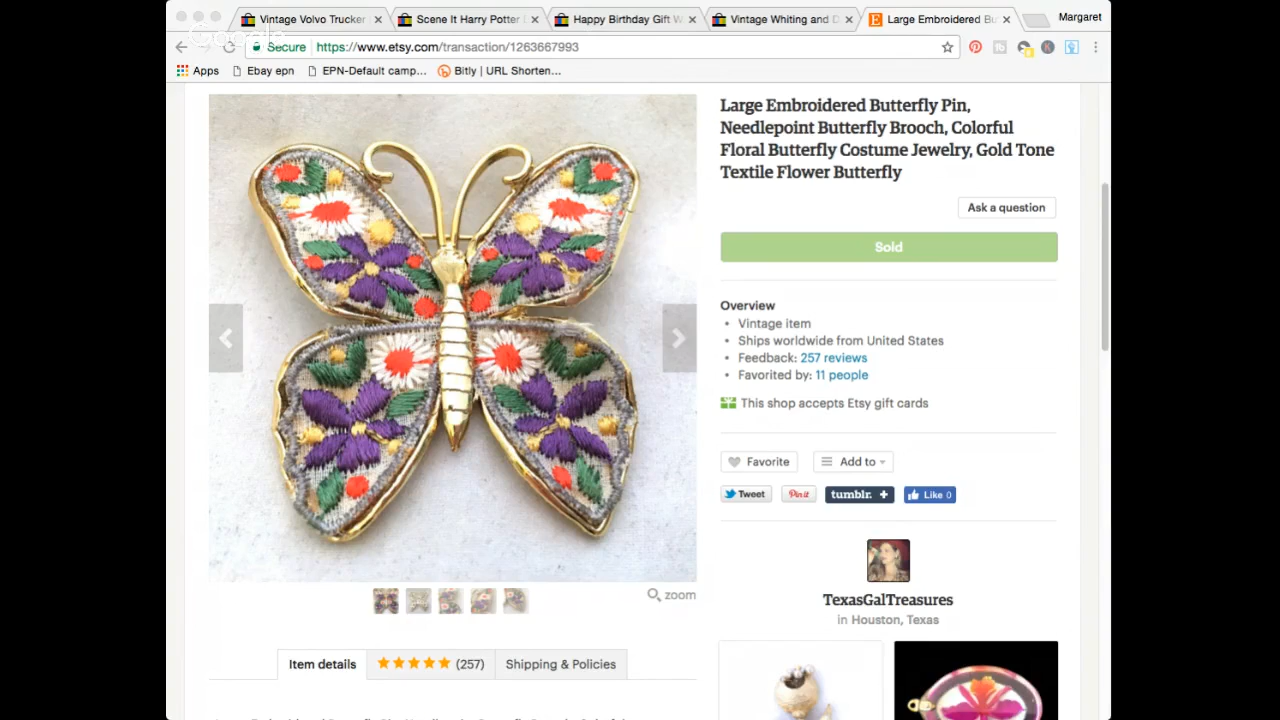 Vintage Volvo Trucker
Scene It Harry Potter
Happy Birthday Gift W
Vintage Whiting and D
Large Embroidered Bu
Margaret
Google
Secure https://www.etsy.com/transaction/1263667993
Apps Ebay epn EPN-Default camp... Bitly | URL Shorten...
Large Embroidered Butterfly Pin,
Needlepoint Butterfly Brooch, Colorful
Floral Butterfly Costume Jewelry, Gold Tone
Textile Flower Butterfly
Ask a question
Sold
Overview
• Vintage item
• Ships worldwide from United States
• Feedback: 257 reviews
• Favorited by: 11 people
This shop accepts Etsy gift cards
Favorite Add to
Tweet Pin it tumblr. + Like 0
TexasGalTreasures
in Houston, Texas
zoom
Item details (257) Shipping & Policies